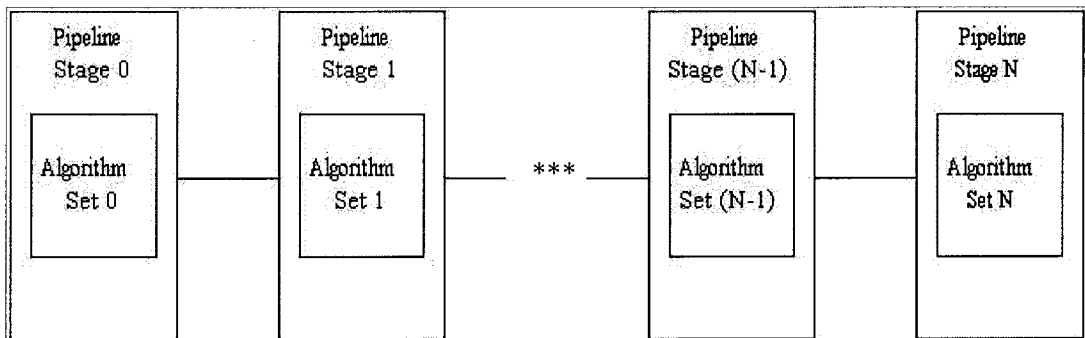 Pipeline
Stage 0
Algorithm
Set 0
Pipeline
Stage 1
Algorithm
Set 1
***
Pipeline
Stage (N-1)
Algorithm
Set (N-1)
Pipeline
Stage N
Algorithm
Set N